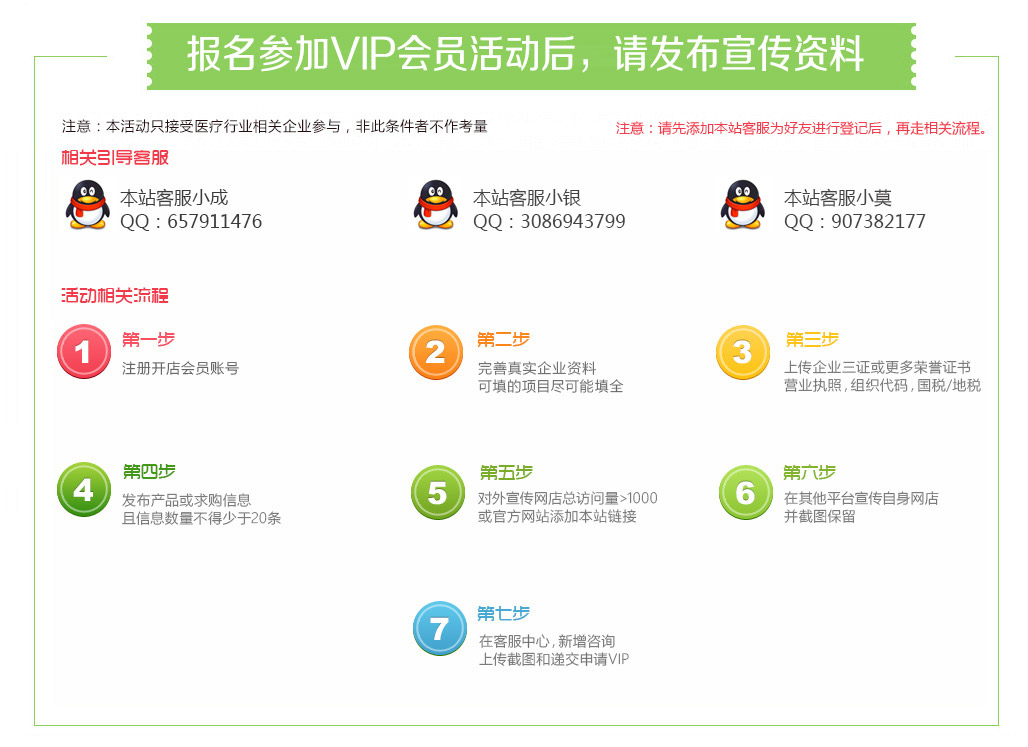 报名参加VIP会员活动后，请发布宣传资料
注意：本活动只接受医疗行业相关企业参与，非此条件者不作考量
注意：请先添加本站客服为好友进行登记后，再走相关流程。
相关引导客服
本站客服小成
QQ：657911476
本站客服小银
QQ：3086943799
本站客服小莫
QQ：907382177
活动相关流程
1
第一步
注册开店会员账号
2
第二步
完善真实企业资料
可填的项目尽可能填全
3
第三步
上传企业三证或更多荣誉证书
营业执照,组织代码,国税/地税
4
第四步
发布产品或求购信息
且信息数量不得少于20条
5
第五步
对外宣传网店总访问量>1000
或官方网站添加本站链接
6
第六步
在其他平台宣传自身网店
并截图保留
7
第七步
在客服中心,新增咨询
上传截图和递交申请VIP